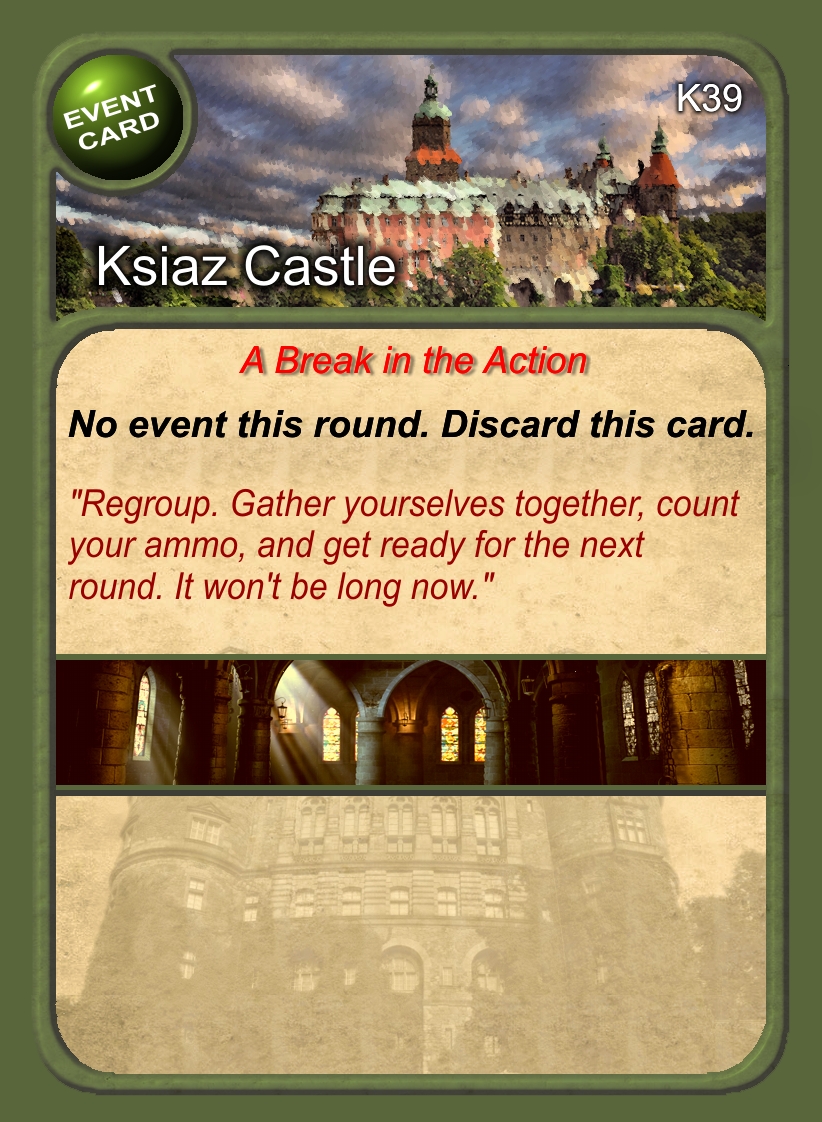 EVENT
CARD
K39
Ksiaz Castle
A Break in the Action
No event this round. Discard this card.
"Regroup. Gather yourselves together, count
your ammo, and get ready for the next
round. It won't be long now."